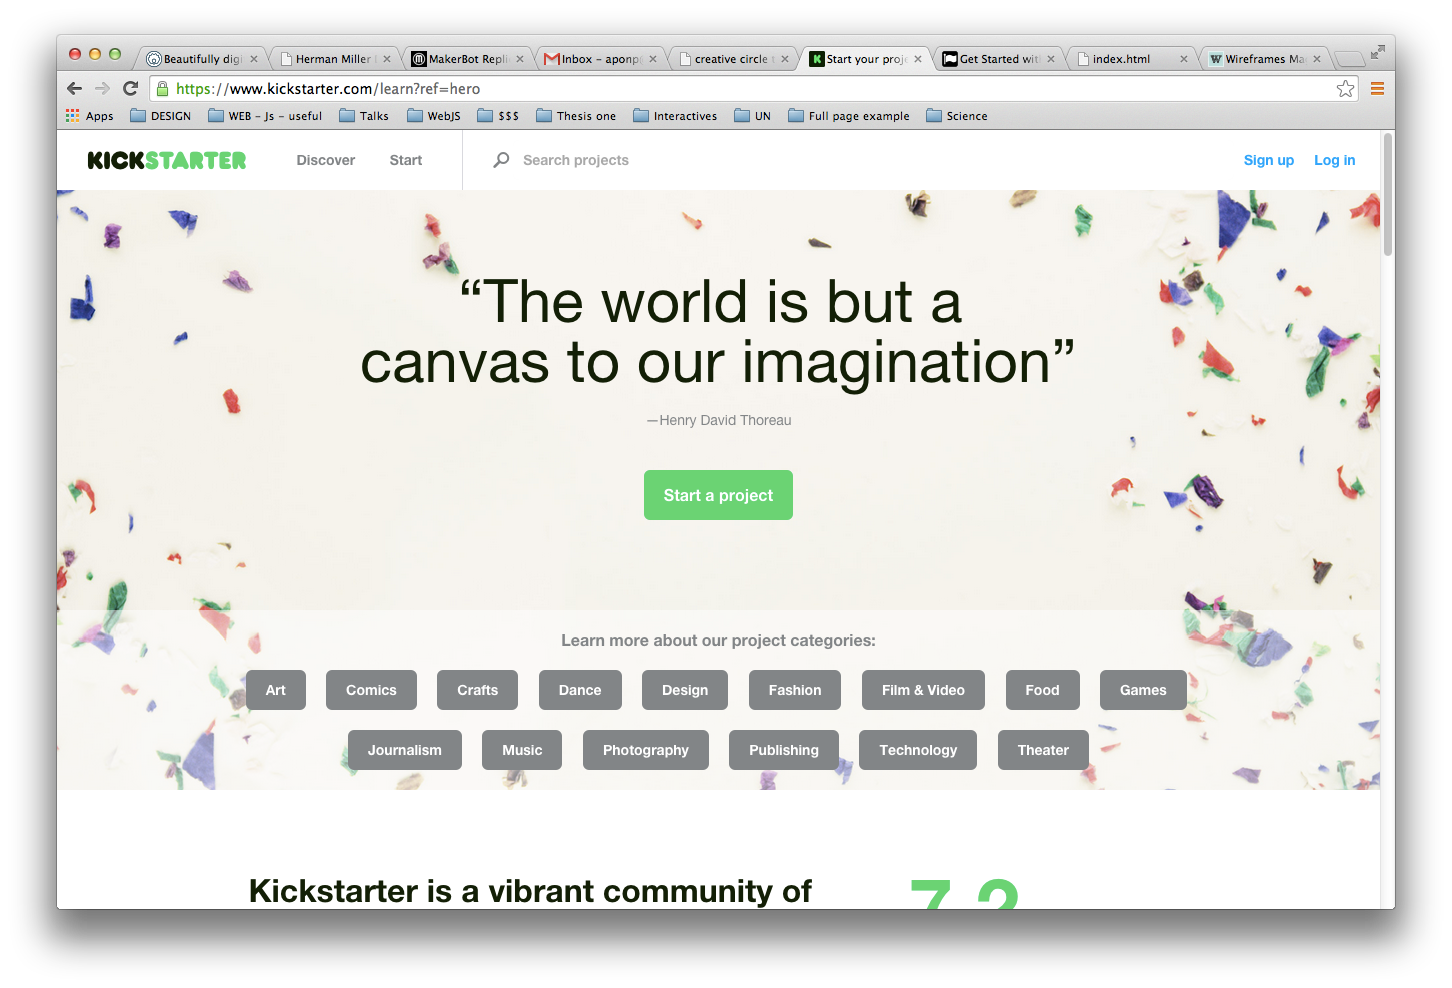 Beautifully digi
Herman Miller
MakerBot Repli
Inbox – aponp
creative circle
Start your proje
Get Started wit
index.html
Wireframes Ma
https://www.kickstarter.com/learn?ref=hero
Apps
DESIGN
WEB – Js – useful
Talks
WebJS
$$$
Thesis one
Interactives
UN
Full page example
Science
KICKSTARTER
Discover
Start
Search projects
Sign up
Log in
“The world is but a
canvas to our imagination”
—Henry David Thoreau
Start a project
Learn more about our project categories:
Art
Comics
Crafts
Dance
Design
Fashion
Film & Video
Food
Games
Journalism
Music
Photography
Publishing
Technology
Theater
Kickstarter is a vibrant community of
7.2